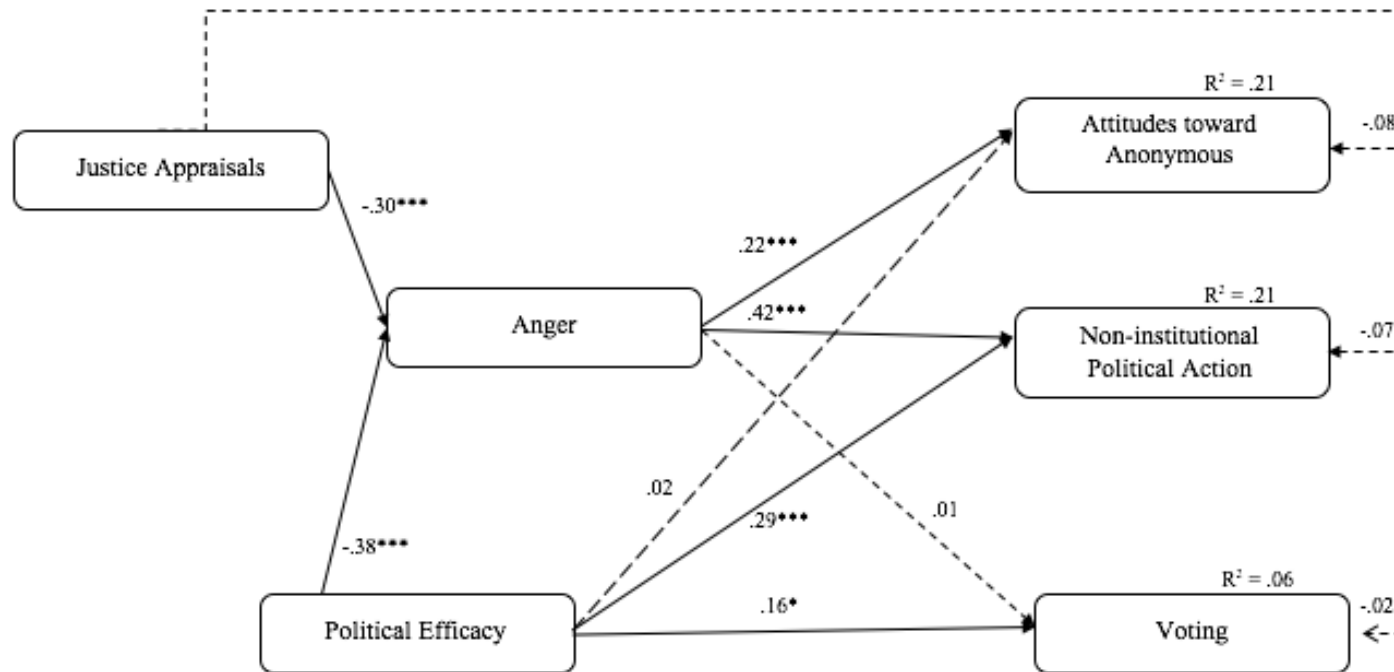 R² = .21
Attitudes toward
Anonymous
-.08
Justice Appraisals
-.30***
.22***
R² = .21
Anger
.42***
Non-institutional
Political Action
-.07
.02
.01
.29***
-.38***
R² = .06
.16*
-.02
Political Efficacy
Voting